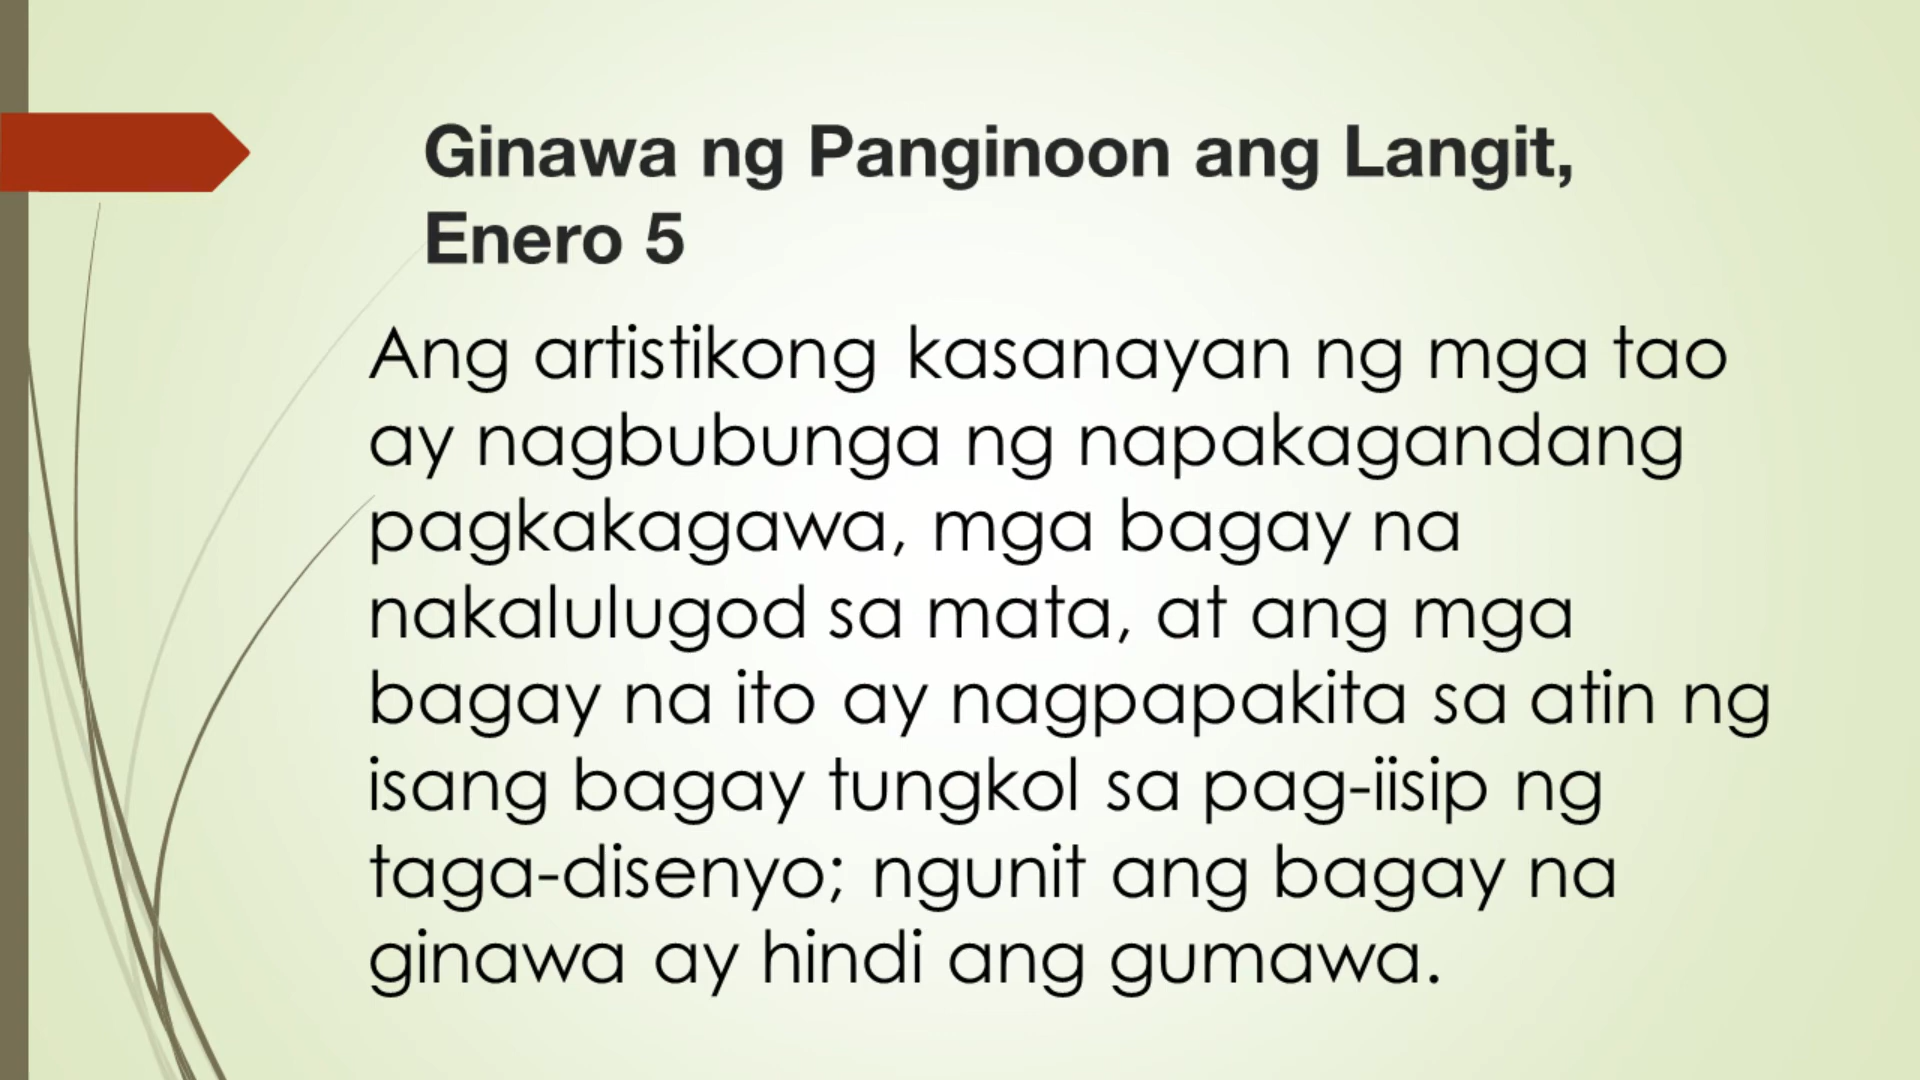 Ginawa ng Panginoon ang Langit,
Enero 5
Ang artistikong kasanayan ng mga tao
ay nagbubunga ng napakagandang
pagkakagawa, mga bagay na
nakalulugod sa mata, at ang mga
bagay na ito ay nagpapakita sa atin ng
isang bagay tungkol sa pag-iisip ng
taga-disenyo; ngunit ang bagay na
ginawa ay hindi ang gumawa.